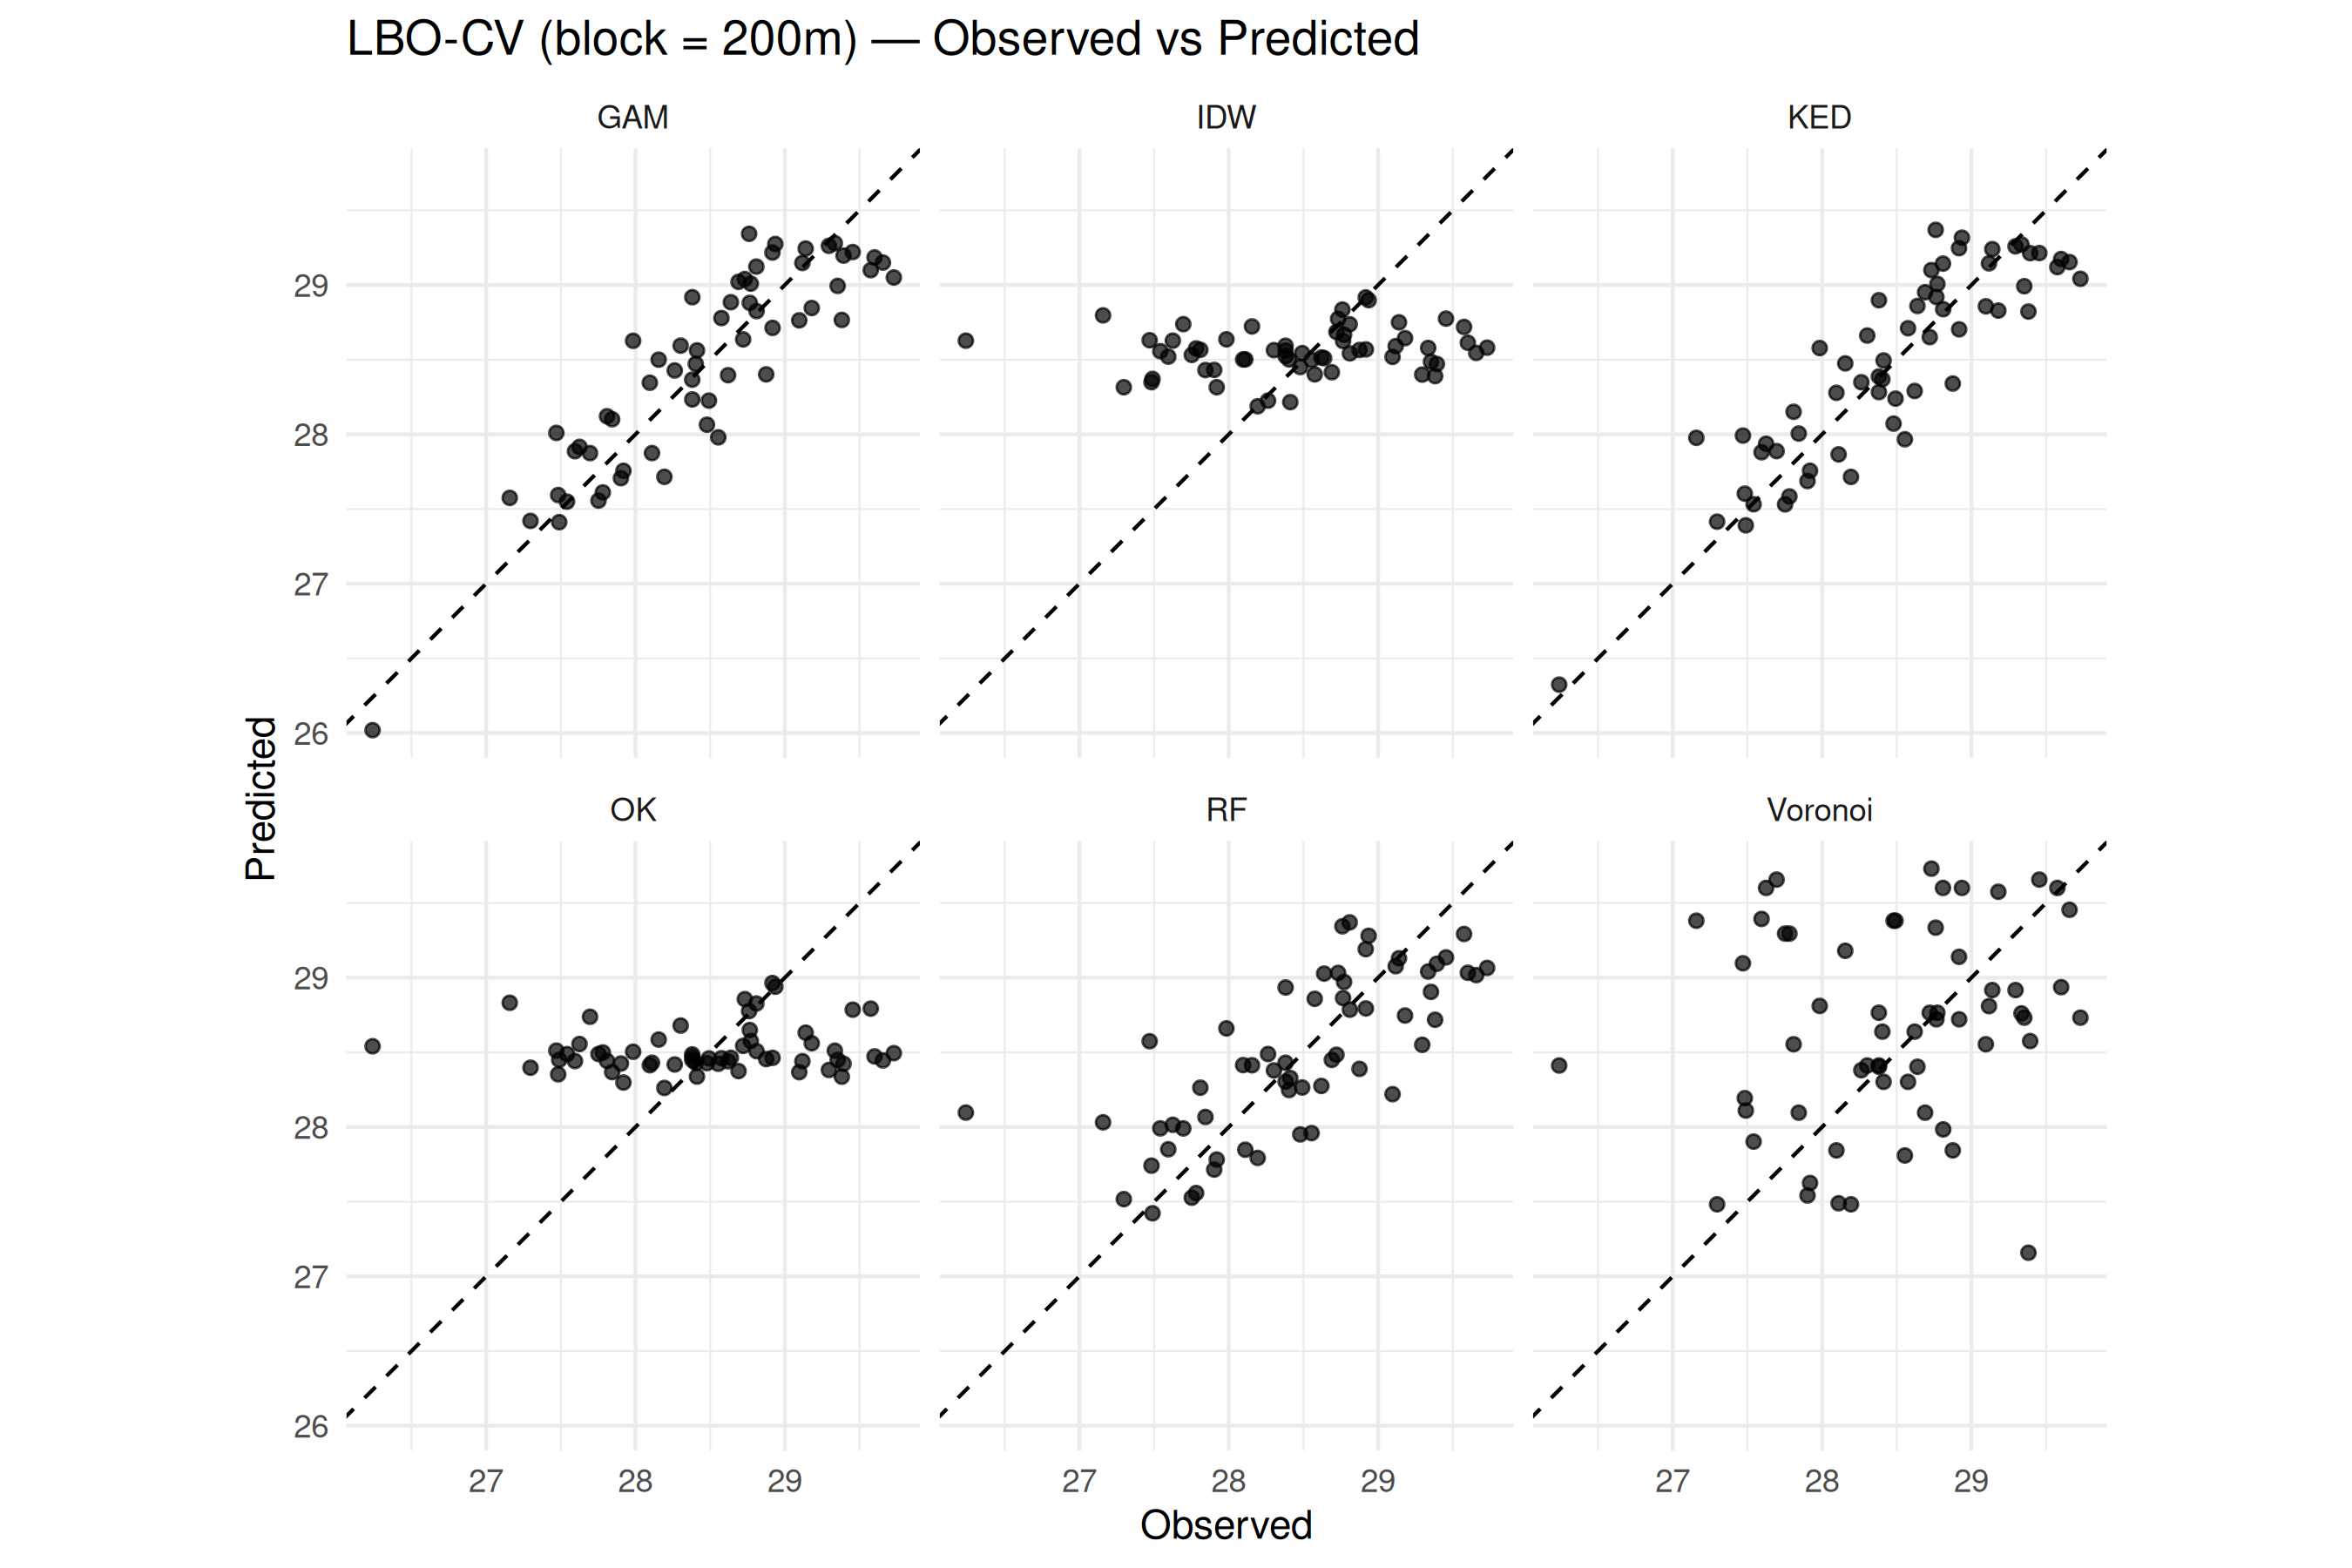 LBO-CV (block = 200m) — Observed vs Predicted
GAM
IDW
KED
29
28
27
26
Predicted
OK
RF
Voronoi
29
28
27
26
27 28 29
27 28 29
27 28 29
Observed